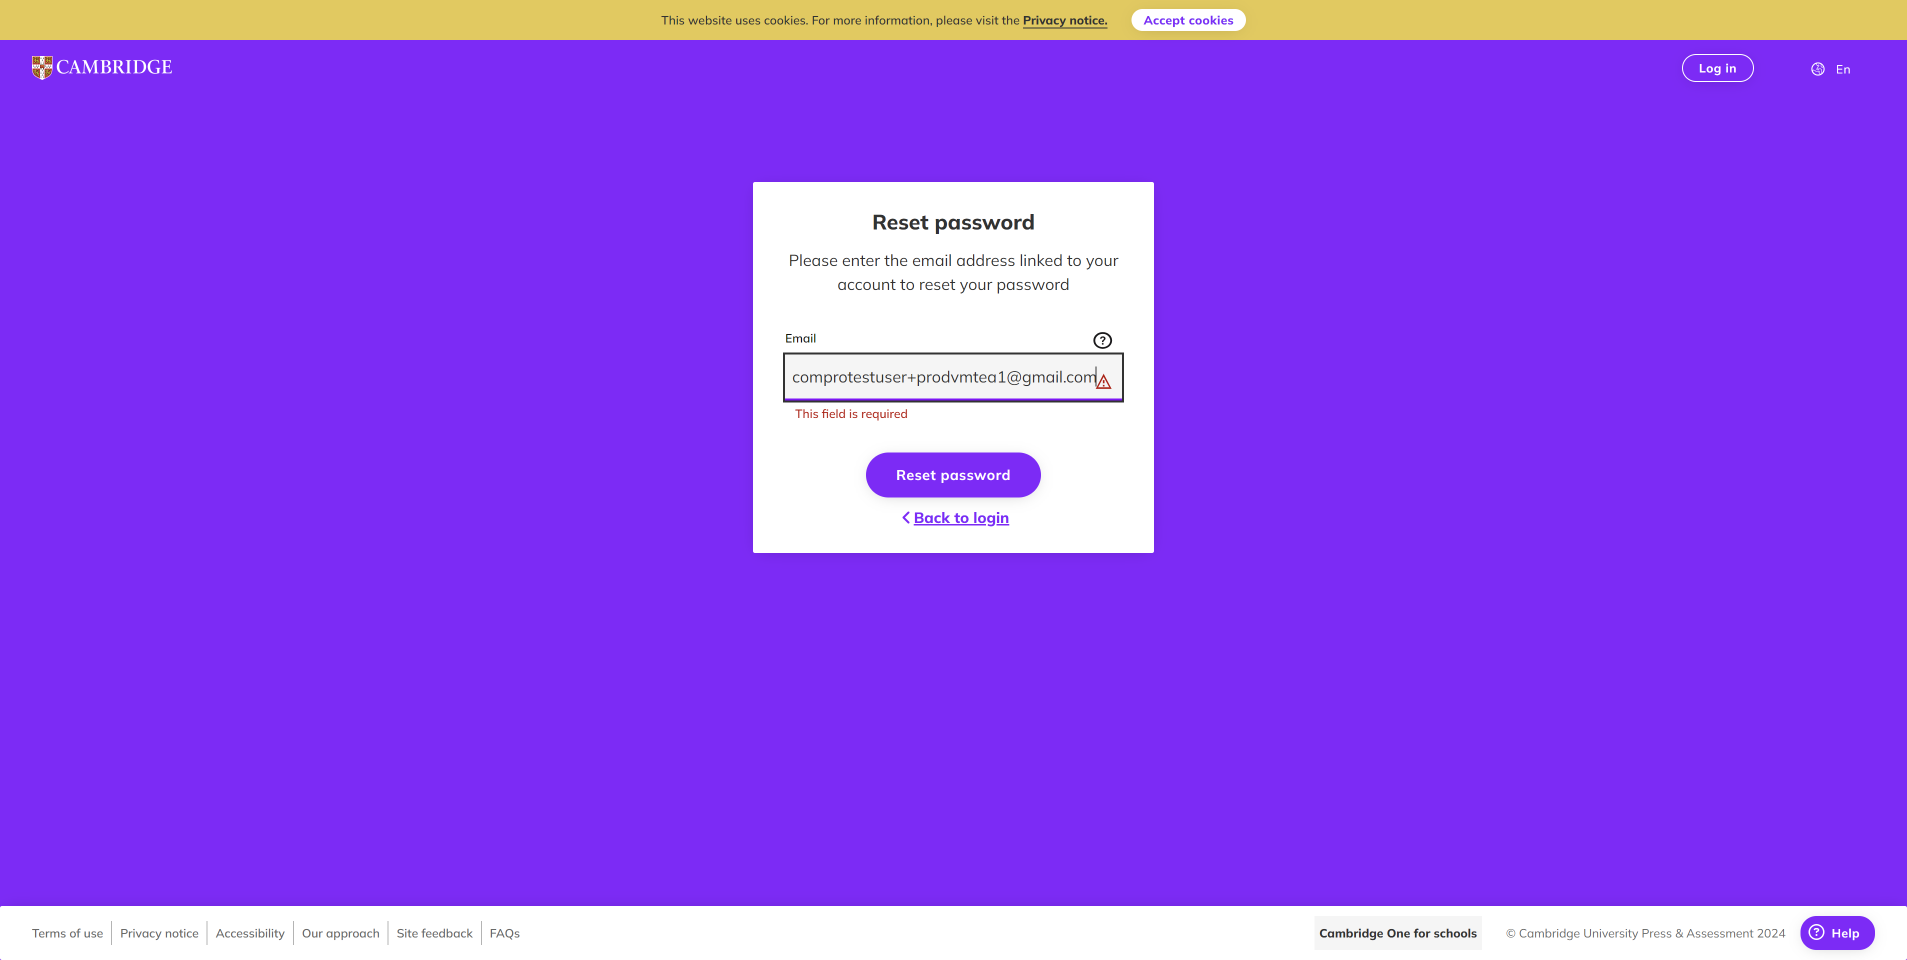 This website uses cookies. For more information, please visit the Privacy notice. Accept cookies
CAMBRIDGE
Log in
En
Reset password
Please enter the email address linked to your
account to reset your password
Email
?
comprotestuser+prodvmtea1@gmail.com
This field is required
Reset password
Back to login
Terms of use
Privacy notice
Accessibility
Our approach
Site feedback
FAQs
Cambridge One for schools
© Cambridge University Press & Assessment 2024
? Help